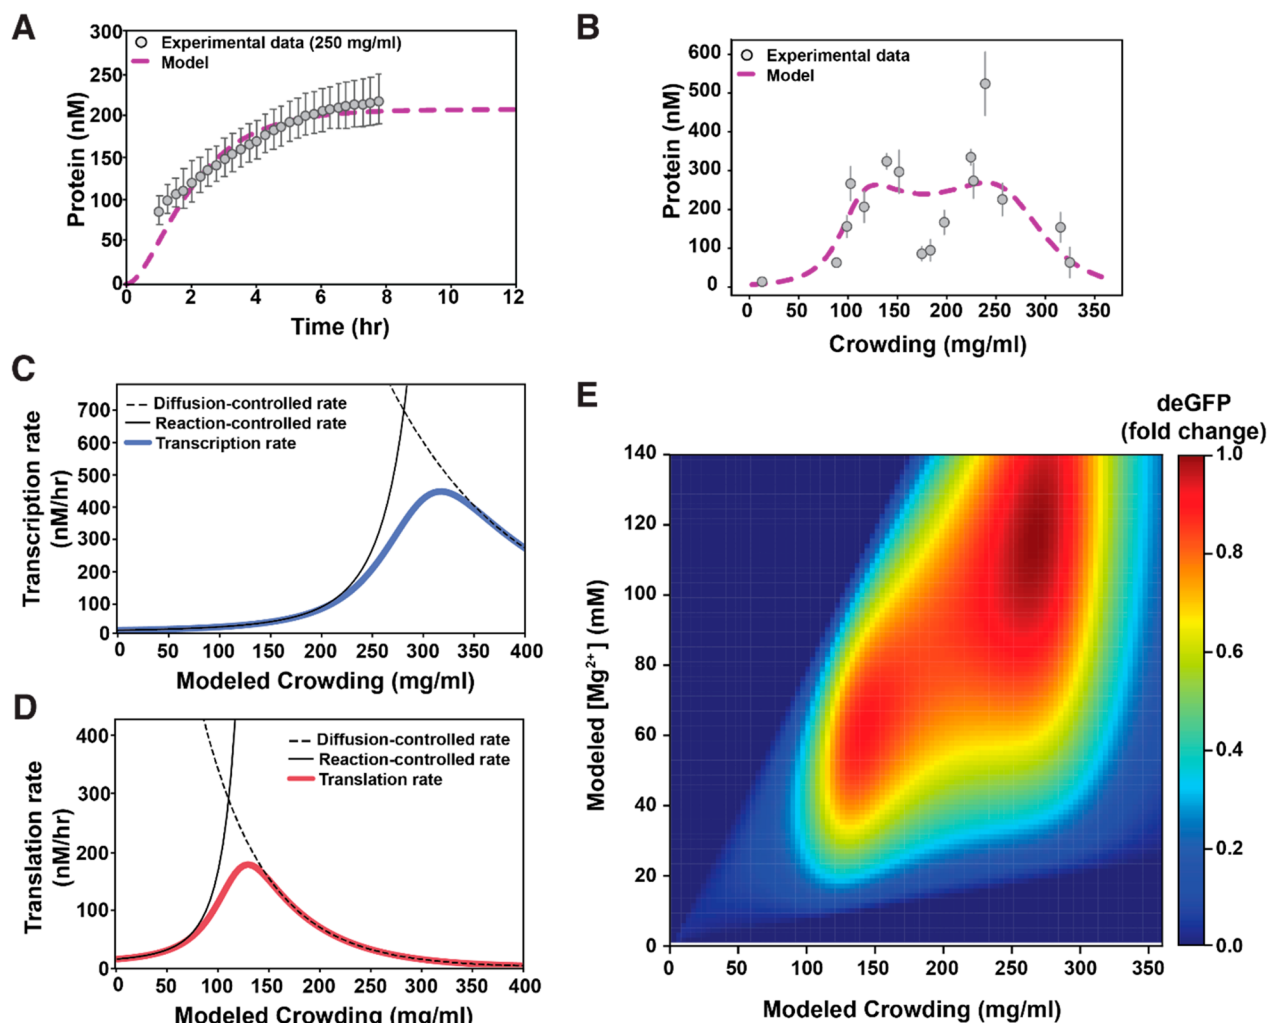 A
300
250
200
150
100
50
0
Protein (nM)
Experimental data (250 mg/ml)
Model
0 2 4 6 8 10 12
Time (hr)
B
600
500
400
300
200
100
0
Protein (nM)
Experimental data
Model
0 50 100 150 200 250 300 350
Crowding (mg/ml)
C
Transcription rate
(nM/hr)
700
600
500
400
300
200
100
0
Diffusion-controlled rate
Reaction-controlled rate
Transcription rate
0 50 100 150 200 250 300 350 400
Modeled Crowding (mg/ml)
D
Translation rate
(nM/hr)
400
300
200
100
0
Diffusion-controlled rate
Reaction-controlled rate
Translation rate
0 50 100 150 200 250 300 350 400
Modeled Crowding (mg/ml)
E
deGFP
(fold change)
1.0
0.8
0.6
0.4
0.2
0.0
Modeled [Mg²⁺] (mM)
140
120
100
80
60
40
20
0
0 50 100 150 200 250 300 350
Modeled Crowding (mg/ml)